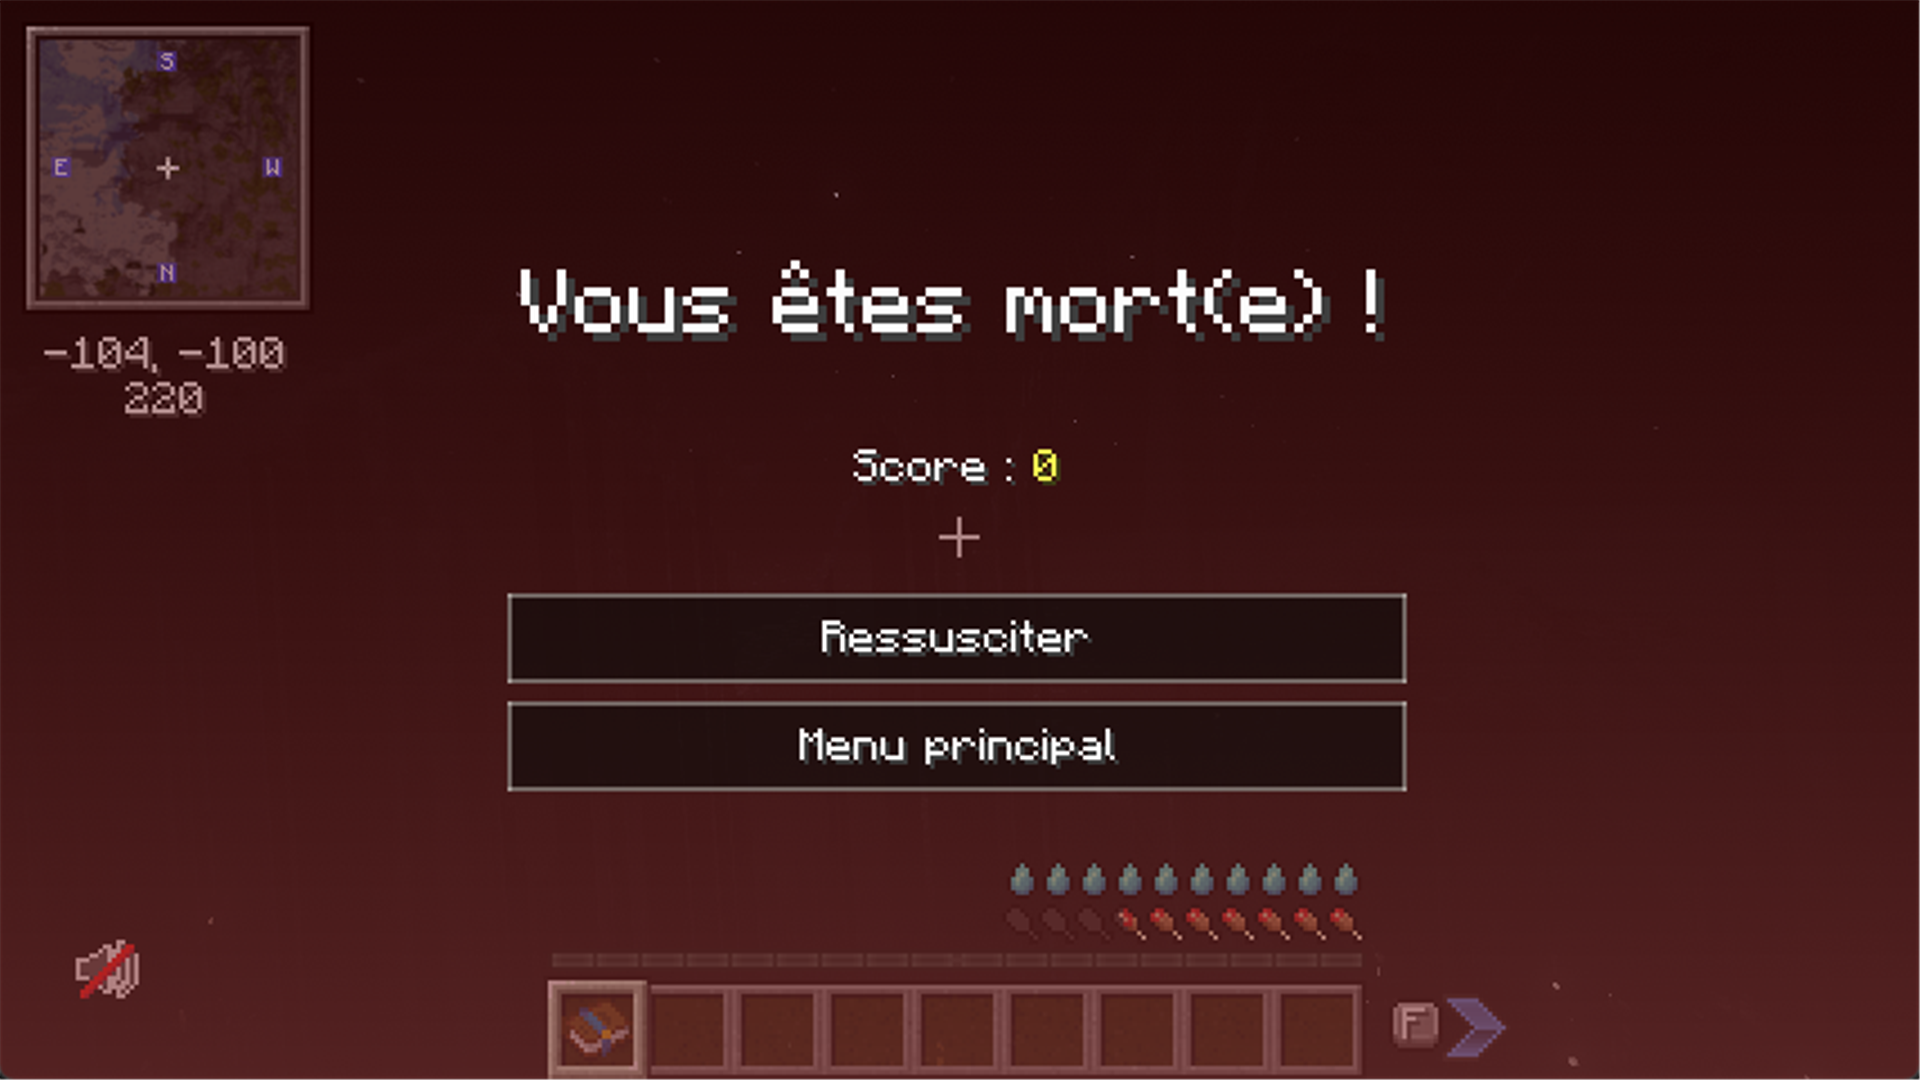 S
E W
N
-104, -100
220
Vous êtes mort(e) !
Score : 0
Ressusciter
Menu principal
F